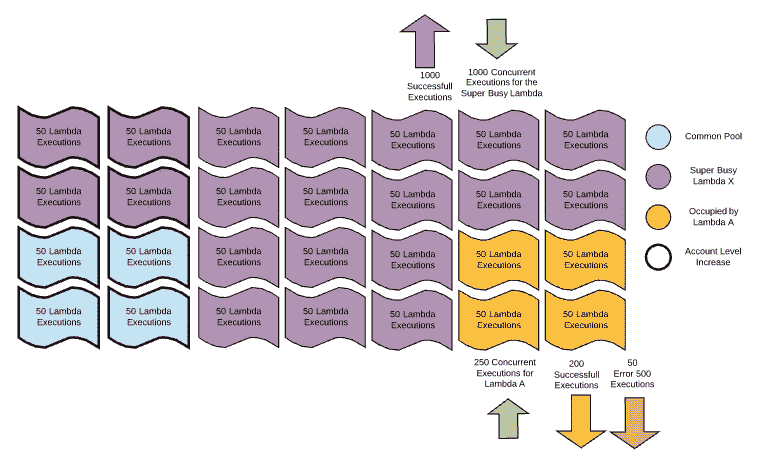 1000
Successfull
Executions
1000 Concurrent
Executions for the
Super Busy Lambda
50 Lambda
Executions
50 Lambda
Executions
50 Lambda
Executions
50 Lambda
Executions
50 Lambda
Executions
50 Lambda
Executions
50 Lambda
Executions
50 Lambda
Executions
50 Lambda
Executions
50 Lambda
Executions
50 Lambda
Executions
50 Lambda
Executions
50 Lambda
Executions
50 Lambda
Executions
50 Lambda
Executions
50 Lambda
Executions
50 Lambda
Executions
50 Lambda
Executions
50 Lambda
Executions
50 Lambda
Executions
50 Lambda
Executions
50 Lambda
Executions
50 Lambda
Executions
50 Lambda
Executions
50 Lambda
Executions
50 Lambda
Executions
50 Lambda
Executions
50 Lambda
Executions
Common Pool
Super Busy
Lambda X
Occupied by
Lambda A
Account Level
Increase
250 Concurrent
Executions for
Lambda A
200
Successfull
Executions
50
Error 500
Executions